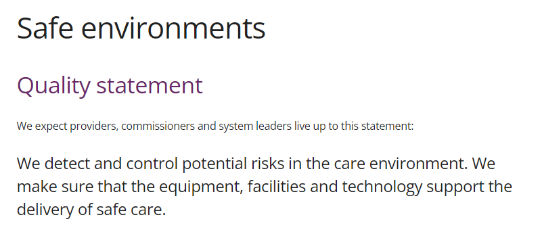 Safe environments
Quality statement
We expect providers, commissioners and system leaders live up to this statement:
We detect and control potential risks in the care environment. We
make sure that the equipment, facilities and technology support the
delivery of safe care.